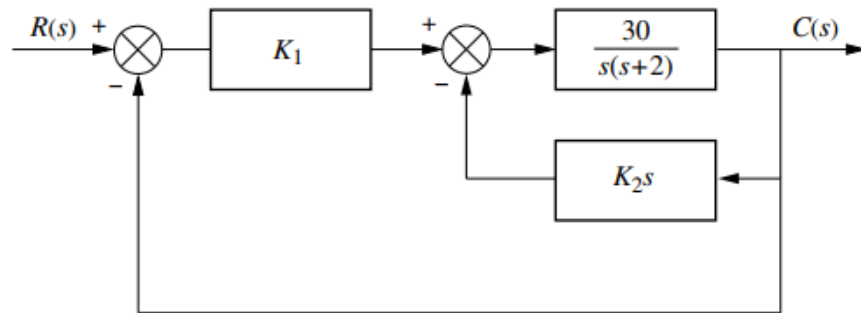 R(s) + − K₁ + − 30/s(s+2) C(s)
K₂s